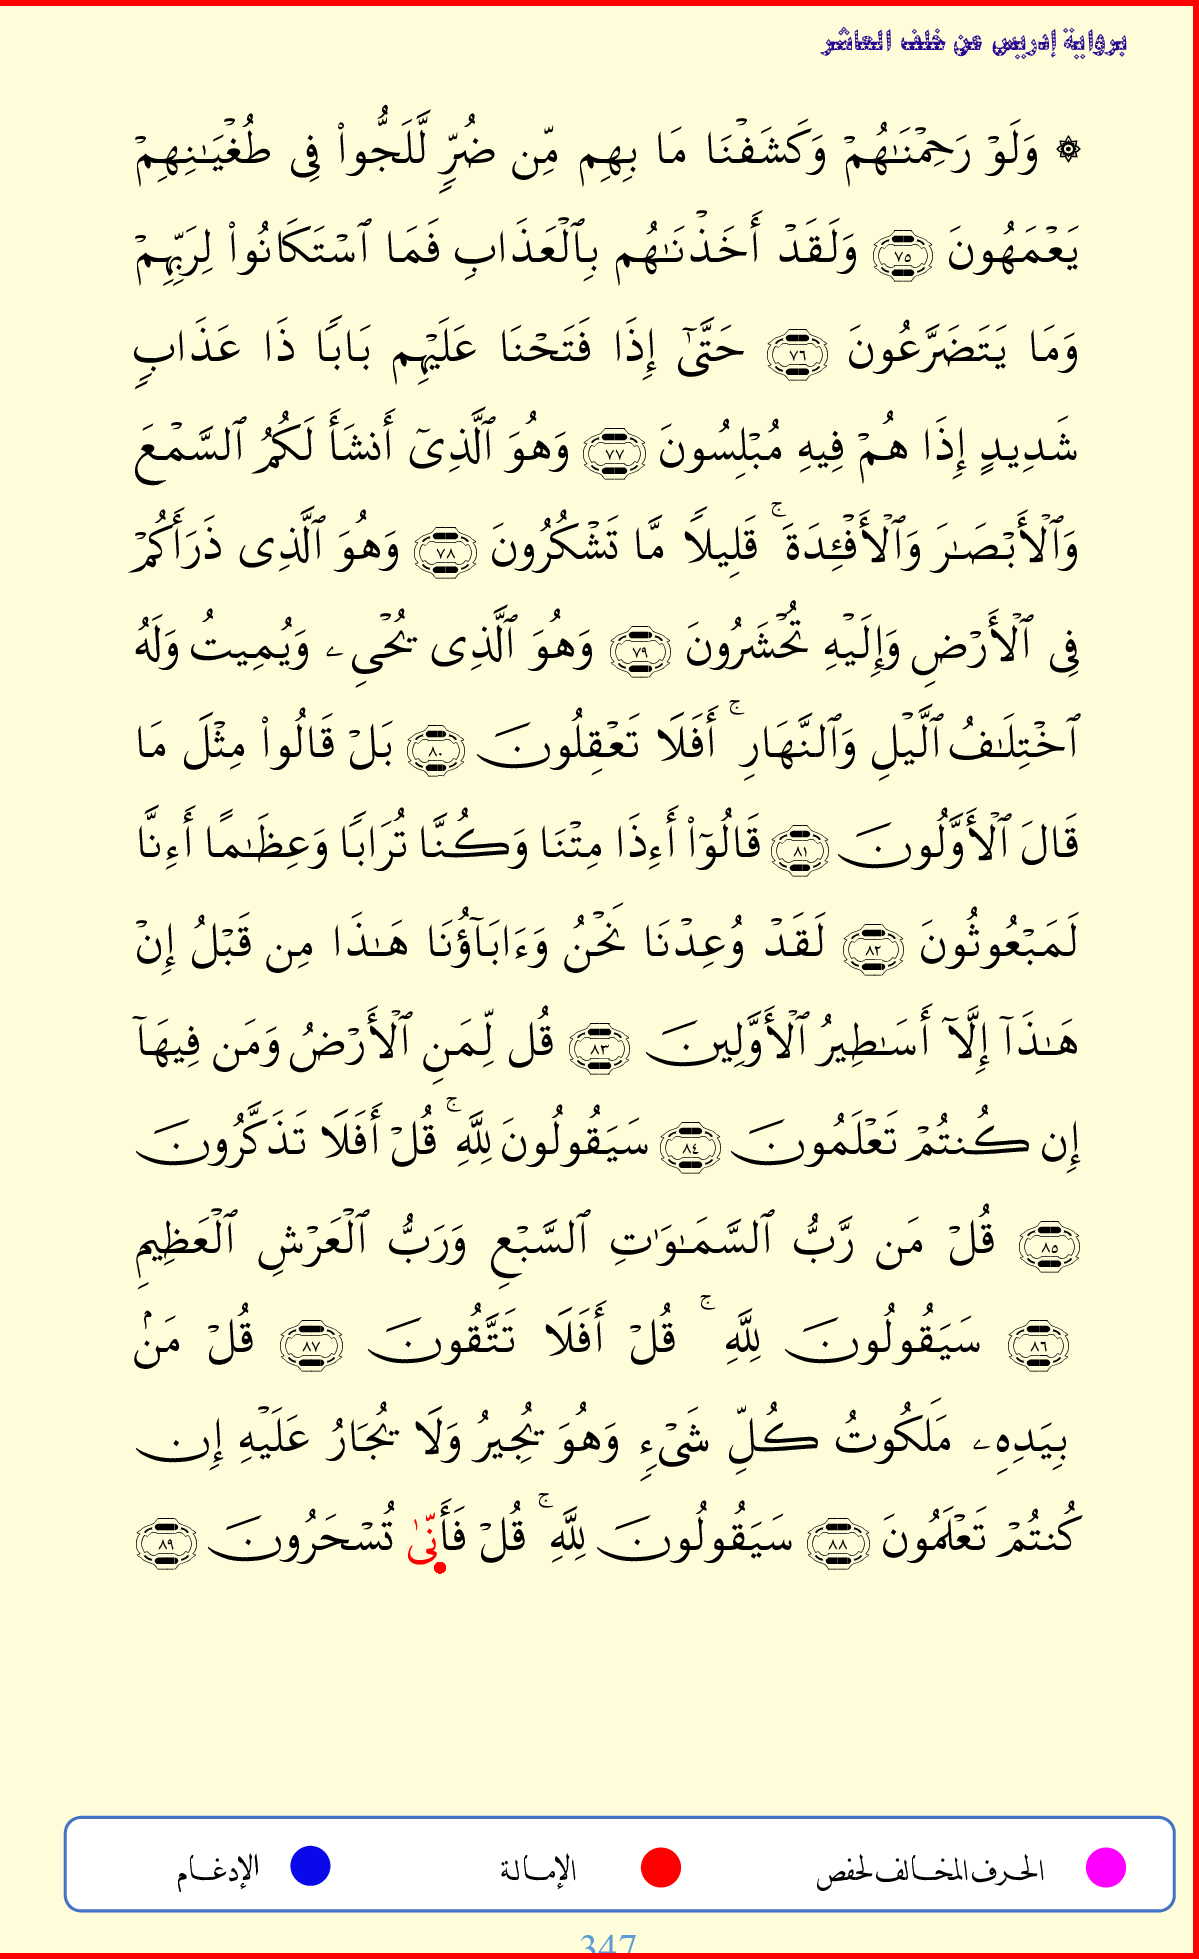 برواية إدريس عن خلف العاشر
۞ وَلَوْ رَحِمْنَـٰهُمْ وَكَشَفْنَا مَا بِهِم مِّن ضُرٍّ لَّلَجُّوا۟ فِى طُغْيَـٰنِهِمْ
يَعْمَهُونَ ٧٥ وَلَقَدْ أَخَذْنَـٰهُم بِٱلْعَذَابِ فَمَا ٱسْتَكَانُوا۟ لِرَبِّهِمْ
وَمَا يَتَضَرَّعُونَ ٧٦ حَتَّىٰٓ إِذَا فَتَحْنَا عَلَيْهِم بَابًا ذَا عَذَابٍ
شَدِيدٍ إِذَا هُمْ فِيهِ مُبْلِسُونَ ٧٧ وَهُوَ ٱلَّذِىٓ أَنشَأَ لَكُمُ ٱلسَّمْعَ
وَٱلْأَبْصَـٰرَ وَٱلْأَفْـِٔدَةَ ۚ قَلِيلًا مَّا تَشْكُرُونَ ٧٨ وَهُوَ ٱلَّذِى ذَرَأَكُمْ
فِى ٱلْأَرْضِ وَإِلَيْهِ تُحْشَرُونَ ٧٩ وَهُوَ ٱلَّذِى يُحْىِۦ وَيُمِيتُ وَلَهُ
ٱخْتِلَـٰفُ ٱلَّيْلِ وَٱلنَّهَارِ ۚ أَفَلَا تَعْقِلُونَ ٨٠ بَلْ قَالُوا۟ مِثْلَ مَا
قَالَ ٱلْأَوَّلُونَ ٨١ قَالُوٓا۟ أَءِذَا مِتْنَا وَكُنَّا تُرَابًا وَعِظَـٰمًا أَءِنَّا
لَمَبْعُوثُونَ ٨٢ لَقَدْ وُعِدْنَا نَحْنُ وَءَابَآؤُنَا هَـٰذَا مِن قَبْلُ إِنْ
هَـٰذَآ إِلَّآ أَسَـٰطِيرُ ٱلْأَوَّلِينَ ٨٣ قُل لِّمَنِ ٱلْأَرْضُ وَمَن فِيهَآ
إِن كُنتُمْ تَعْلَمُونَ ٨٤ سَيَقُولُونَ لِلَّهِ ۚ قُلْ أَفَلَا تَذَكَّرُونَ
٨٥ قُلْ مَن رَّبُّ ٱلسَّمَـٰوَٰتِ ٱلسَّبْعِ وَرَبُّ ٱلْعَرْشِ ٱلْعَظِيمِ
٨٦ سَيَقُولُونَ لِلَّهِ ۚ قُلْ أَفَلَا تَتَّقُونَ ٨٧ قُلْ مَنۢ
بِيَدِهِۦ مَلَكُوتُ كُلِّ شَىْءٍ وَهُوَ يُجِيرُ وَلَا يُجَارُ عَلَيْهِ إِن
كُنتُمْ تَعْلَمُونَ ٨٨ سَيَقُولُونَ لِلَّهِ ۚ قُلْ فَأَنّىٰ تُسْحَرُونَ ٨٩
الحرف المخالف لحفص الإمالة الإدغام
347